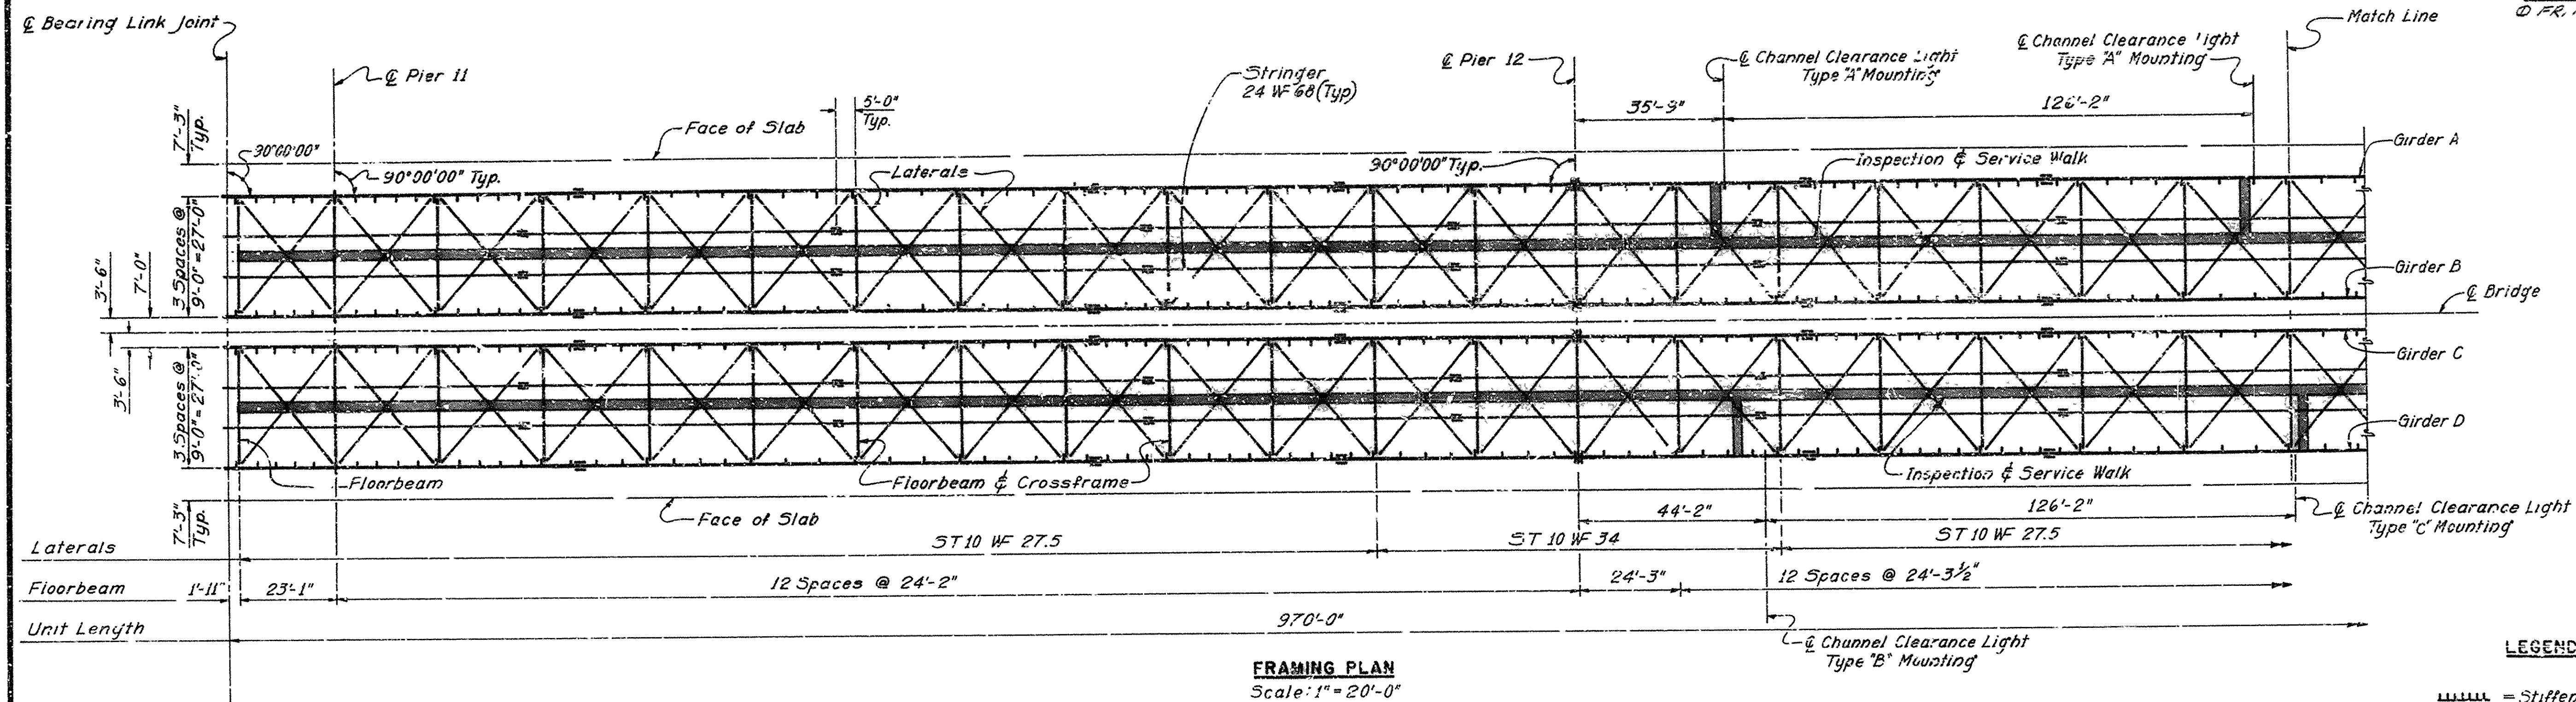 ℄ Bearing Link Joint
℄ Pier 11
Stringer
24 WF 68 (Typ)
℄ Pier 12
℄ Channel Clearance Light
Type "A" Mounting
℄ Channel Clearance Light
Type "A" Mounting
Match Line
7'-3"
Typ.
5'-0"
Typ.
Face of Slab
35'-9"
126'-2"
Girder A
90°00'00" Typ.
Laterals
90°00'00" Typ.
Inspection & Service Walk
3 Spaces @
9'-0" = 27'-0"
3'-6"
7'-0"
Girder B
℄ Bridge
3'-6"
3 Spaces @
9'-0" = 27'-0"
Girder C
Girder D
Floorbeam
Floorbeam & Crossframe
Inspection & Service Walk
7'-3"
Typ.
Face of Slab
44'-2"
126'-2"
℄ Channel Clearance Light
Type "C" Mounting
Laterals
ST 10 WF 27.5
ST 10 WF 34
ST 10 WF 27.5
Floorbeam
1'-11"
23'-1"
12 Spaces @ 24'-2"
24'-3"
12 Spaces @ 24'-3½"
Unit Length
970'-0"
℄ Channel Clearance Light
Type "B" Mounting
FRAMING PLAN
Scale: 1" = 20'-0"
LEGEND